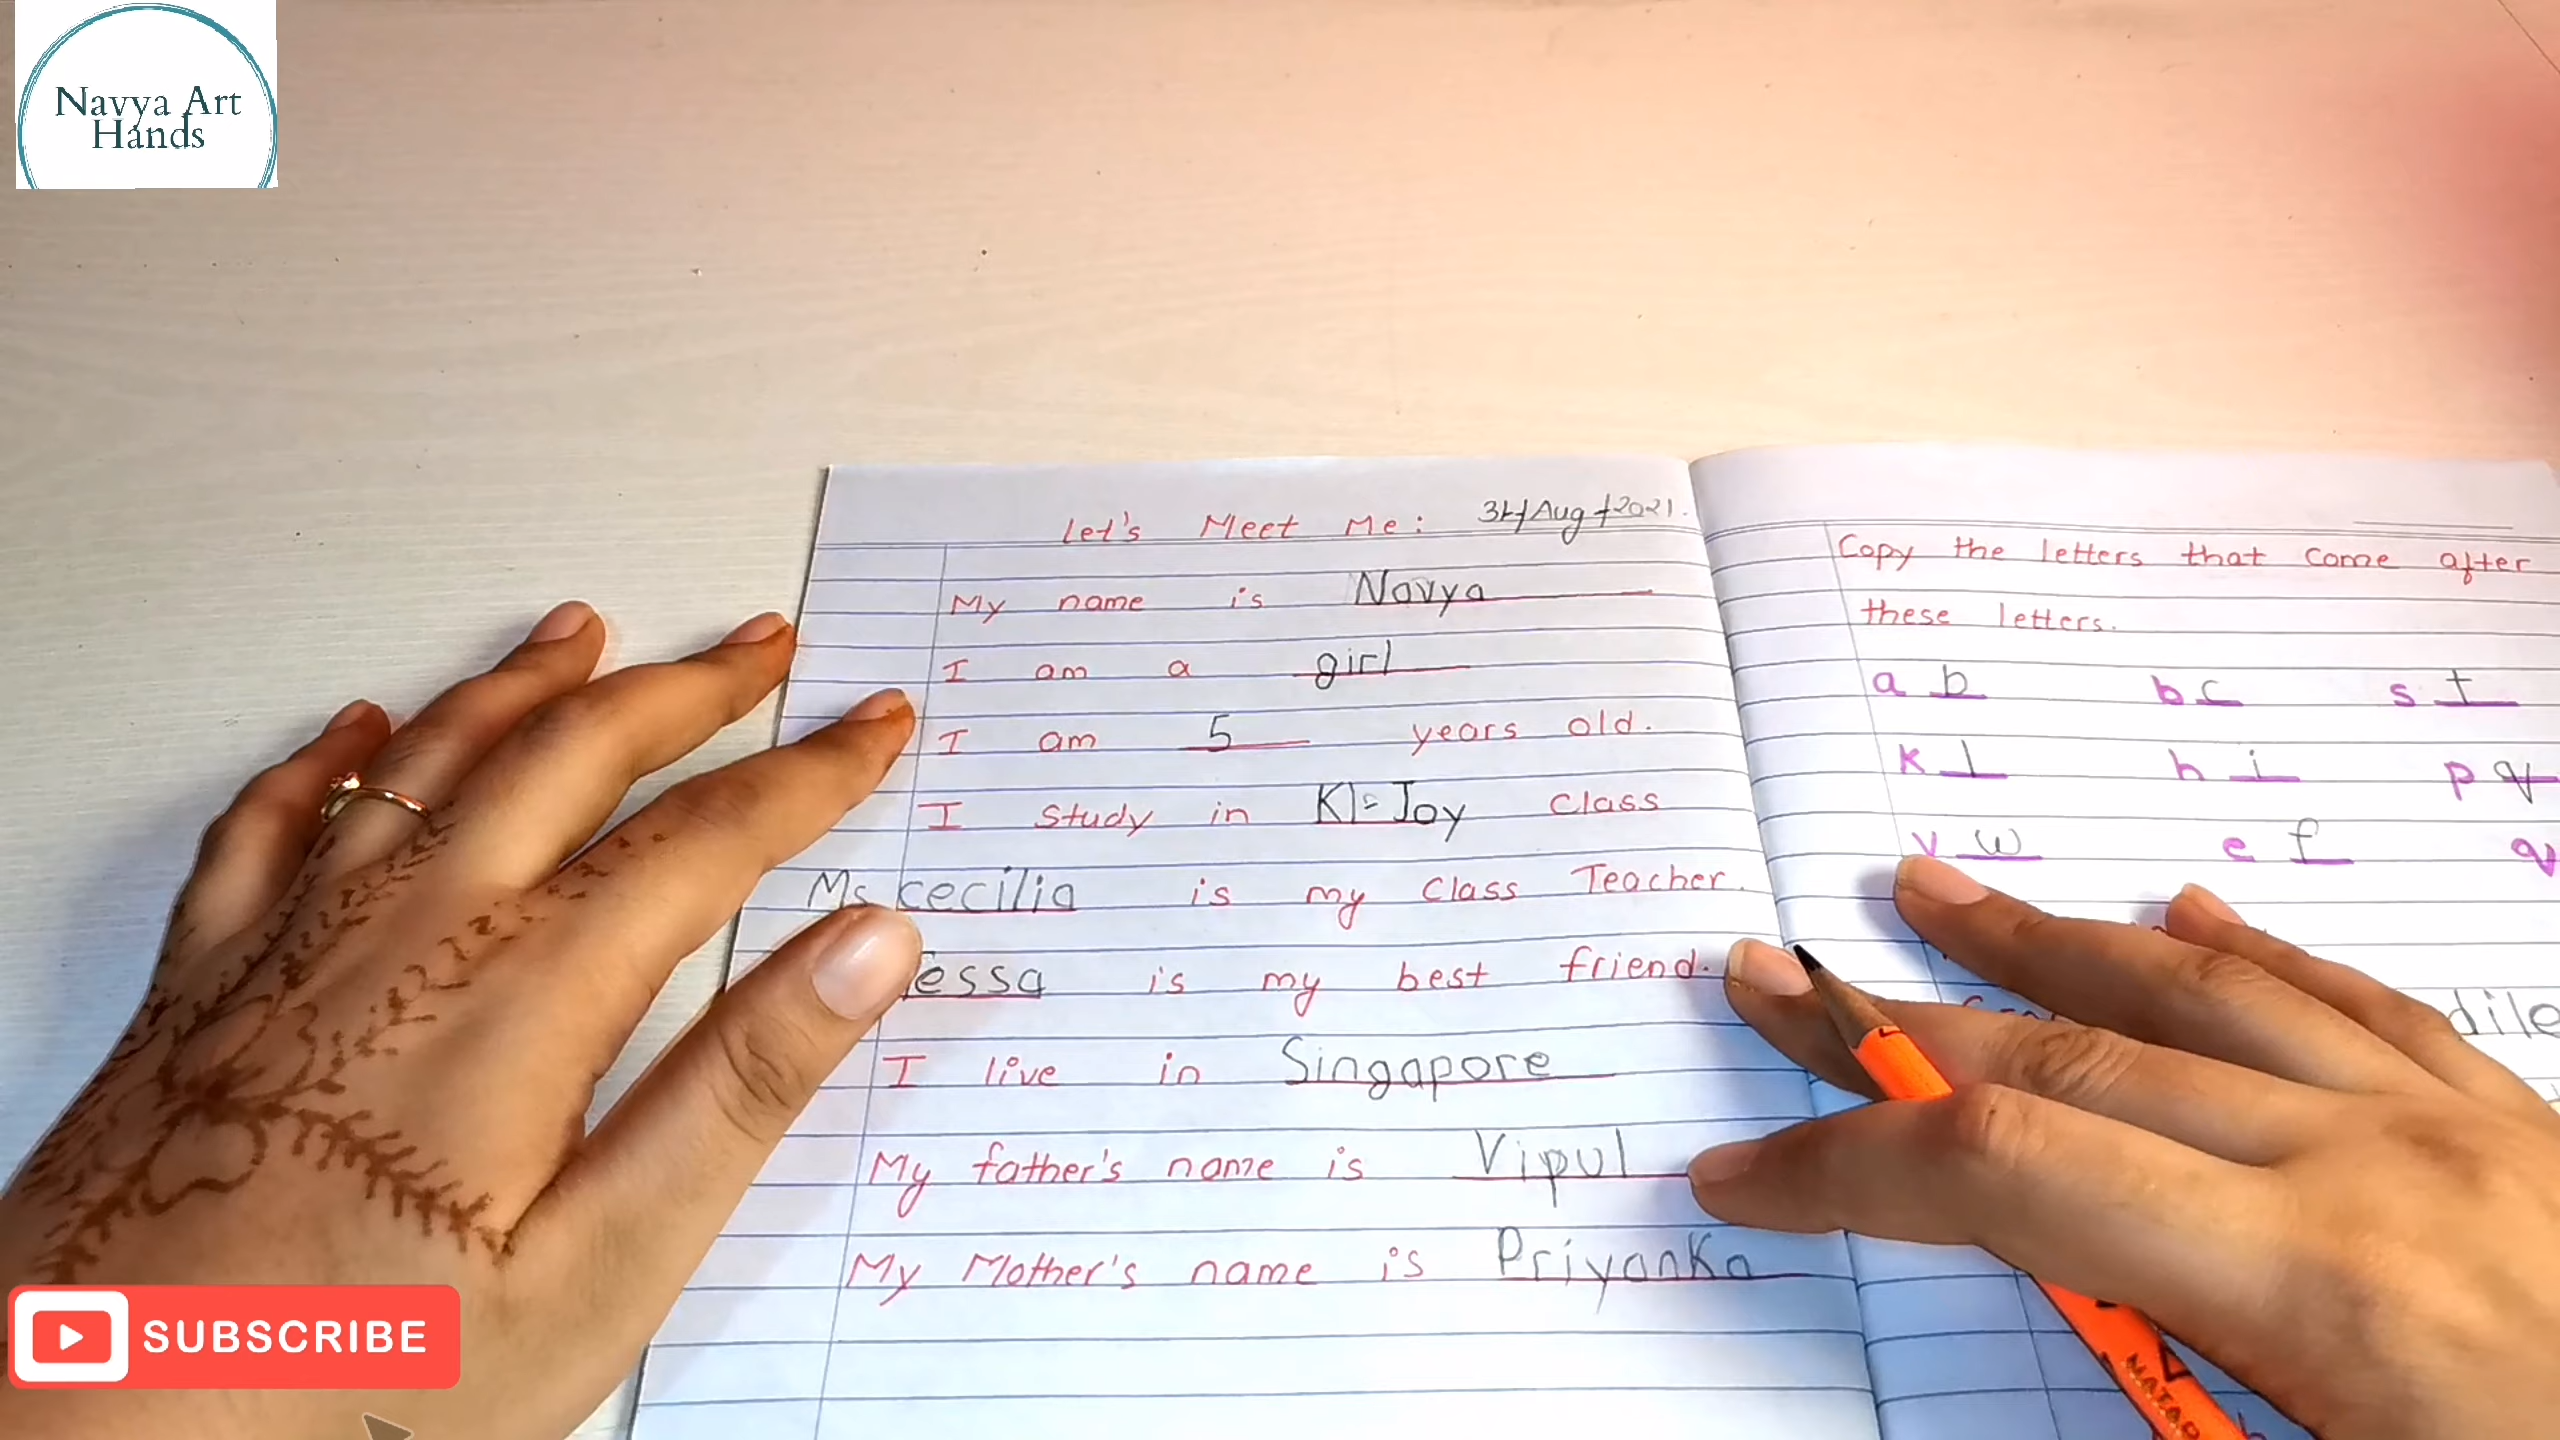 Navya Art
Hands
Let's Meet Me: 31/Aug/2021.
My name is Navya
I am a girl
I am 5 years old.
I study in K1-Joy class
Ms cecilia is my class Teacher.
essa is my best friend.
I live in Singapore
My father's name is Vipul
My Mother's name is Priyanka
Copy the letters that come after
these letters.
a b b c s t
k l h i p q
v w e f q
dile
SUBSCRIBE